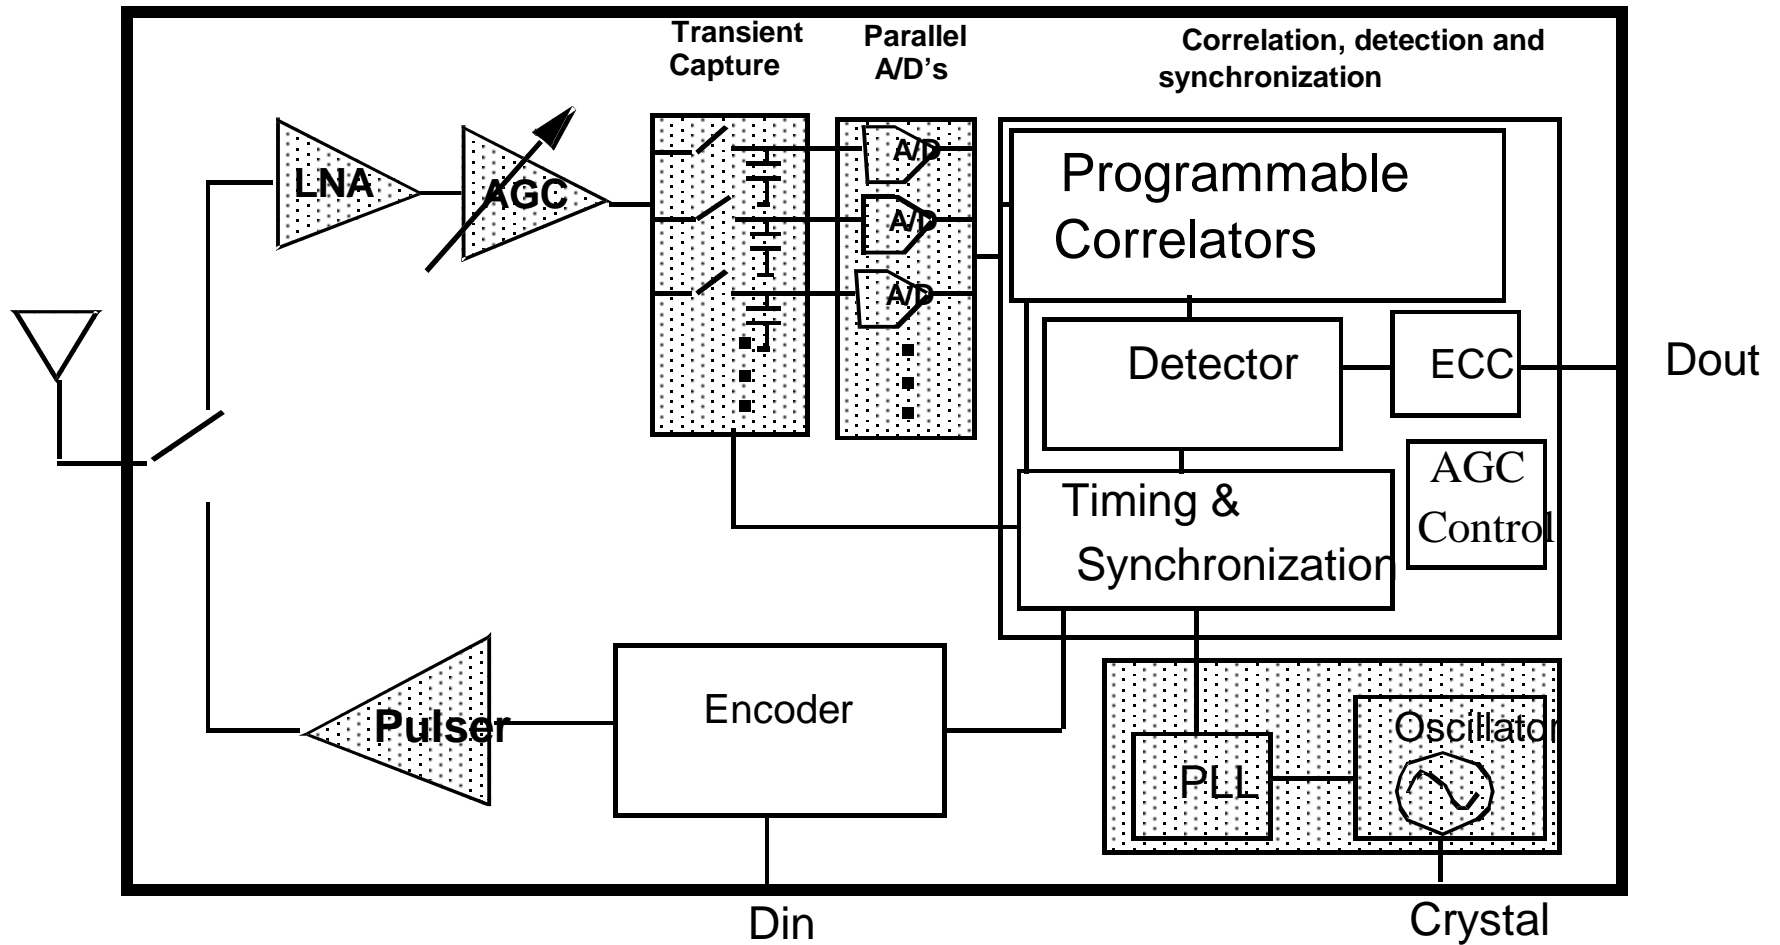 Transient
Capture
Parallel
A/D's
Correlation, detection and
synchronization
LNA
AGC
A/D
A/D
A/D
Programmable
Correlators
Detector
ECC
Dout
AGC
Control
Timing &
Synchronization
Pulser
Encoder
Oscillator
PLL
Din
Crystal